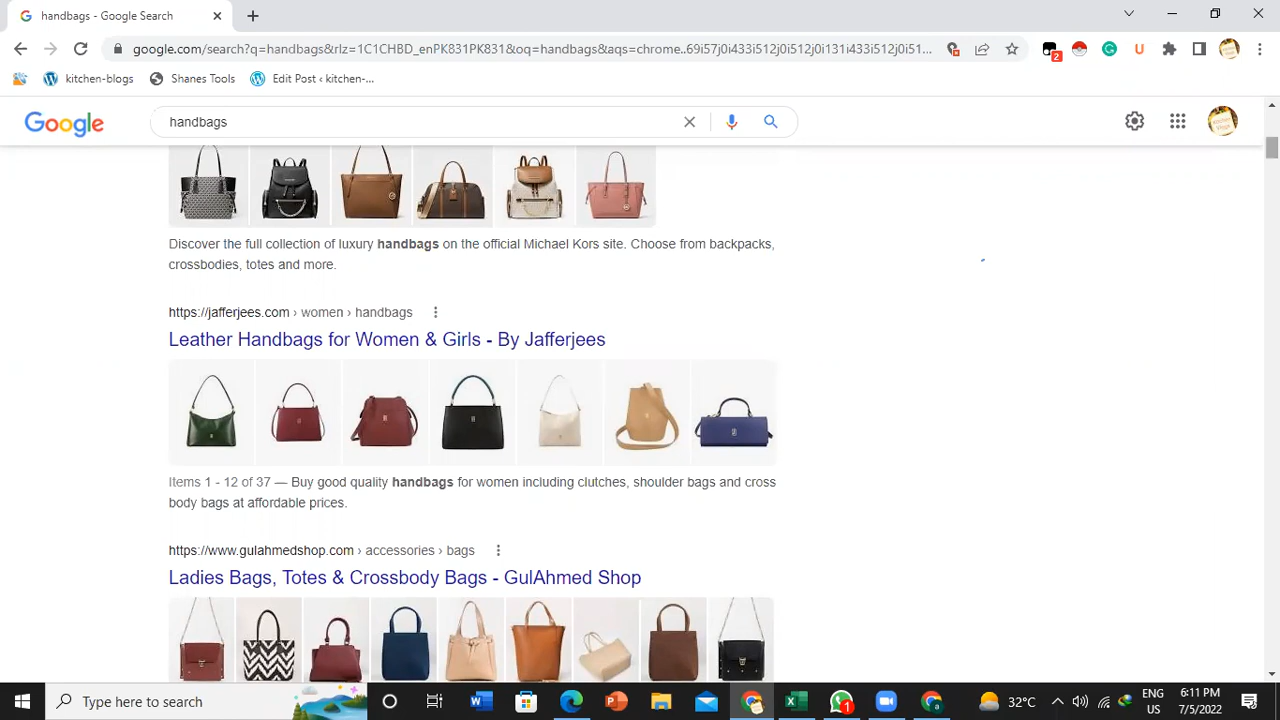 handbags - Google Search
google.com/search?q=handbags&rlz=1C1CHBD_enPK831PK831&oq=handbags&aqs=chrome..69i57j0i433i512j0i512j0i131i433i512j0i51...
2
kitchen-blogs
Shanes Tools
Edit Post ‹ kitchen-...
Google
handbags
Discover the full collection of luxury handbags on the official Michael Kors site. Choose from backpacks,
crossbodies, totes and more.
https://jafferjees.com › women › handbags
Leather Handbags for Women & Girls - By Jafferjees
Items 1 - 12 of 37 — Buy good quality handbags for women including clutches, shoulder bags and cross
body bags at affordable prices.
https://www.gulahmedshop.com › accessories › bags
Ladies Bags, Totes & Crossbody Bags - GulAhmed Shop
Type here to search
1
32°C
ENG
US
6:11 PM
7/5/2022